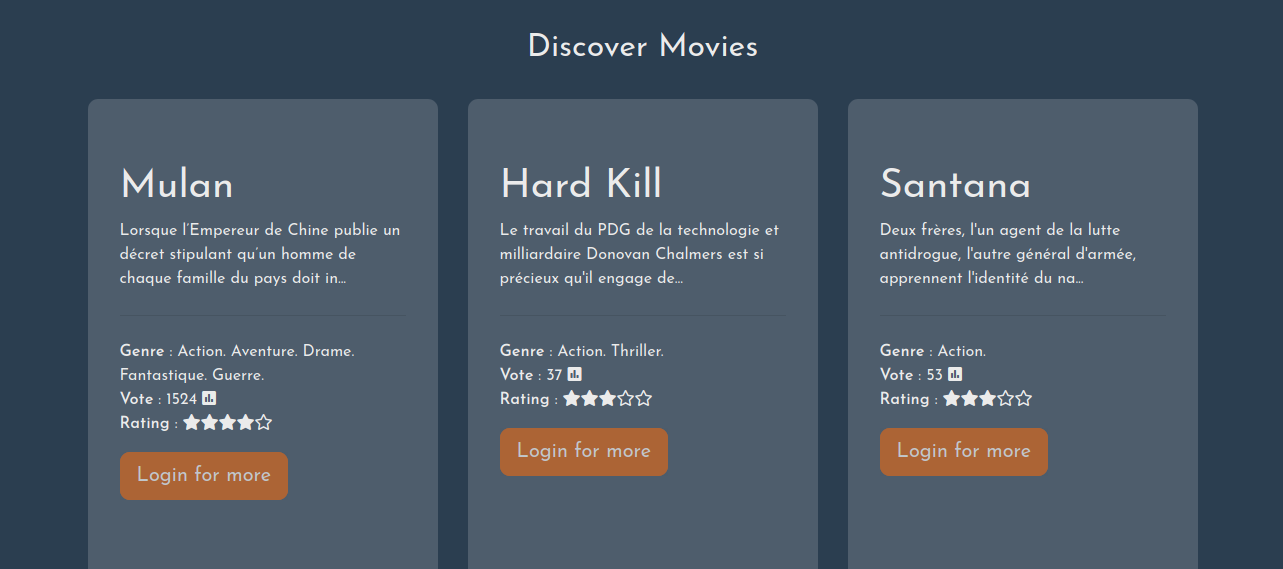 Discover Movies
Mulan
Lorsque l'Empereur de Chine publie un
décret stipulant qu'un homme de
chaque famille du pays doit in...
Genre : Action. Aventure. Drame.
Fantastique. Guerre.
Vote : 1524
Rating :
Login for more
Hard Kill
Le travail du PDG de la technologie et
milliardaire Donovan Chalmers est si
précieux qu'il engage de...
Genre : Action. Thriller.
Vote : 37
Rating :
Login for more
Santana
Deux frères, l'un agent de la lutte
antidrogue, l'autre général d'armée,
apprennent l'identité du na...
Genre : Action.
Vote : 53
Rating :
Login for more